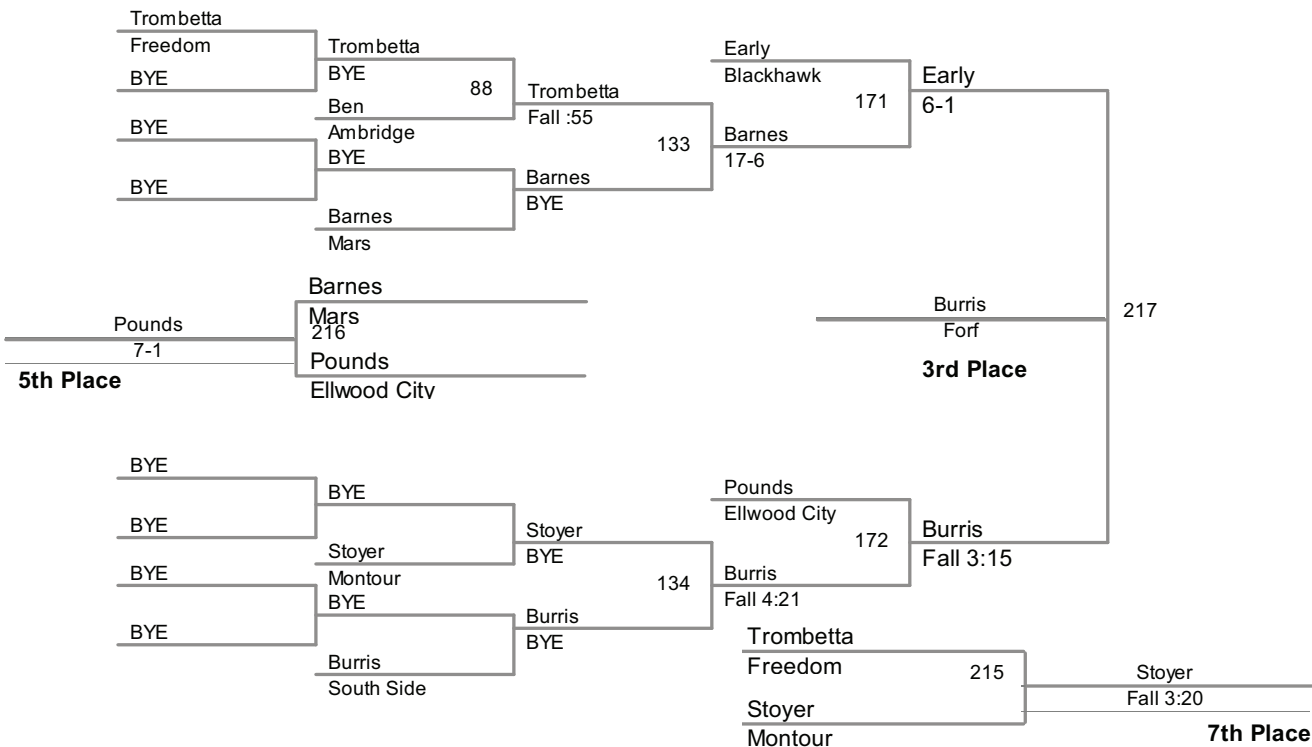 Trombetta
Freedom
BYE
BYE
BYE
Trombetta
BYE
88
Ben
Ambridge
BYE
Barnes
Mars
Trombetta
Fall :55
133
Barnes
BYE
Early
Blackhawk
171
Barnes
17-6
Early
6-1
Barnes
Mars
216
Pounds
Ellwood City
Pounds
7-1
5th Place
Burris
Forf
3rd Place
217
BYE
BYE
BYE
BYE
BYE
Stoyer
Montour
BYE
Burris
South Side
Stoyer
BYE
134
Burris
BYE
Pounds
Ellwood City
172
Burris
Fall 4:21
Burris
Fall 3:15
Trombetta
Freedom
215
Stoyer
Montour
Stoyer
Fall 3:20
7th Place